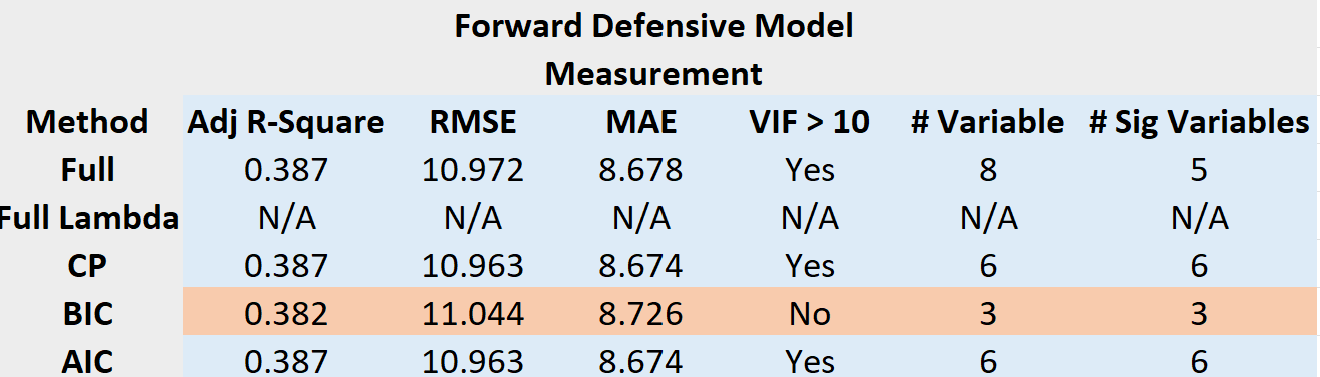 Forward Defensive Model
Measurement
Method Adj R-Square RMSE MAE VIF > 10 # Variable # Sig Variables
Full 0.387 10.972 8.678 Yes 8 5
Full Lambda N/A N/A N/A N/A N/A N/A
CP 0.387 10.963 8.674 Yes 6 6
BIC 0.382 11.044 8.726 No 3 3
AIC 0.387 10.963 8.674 Yes 6 6